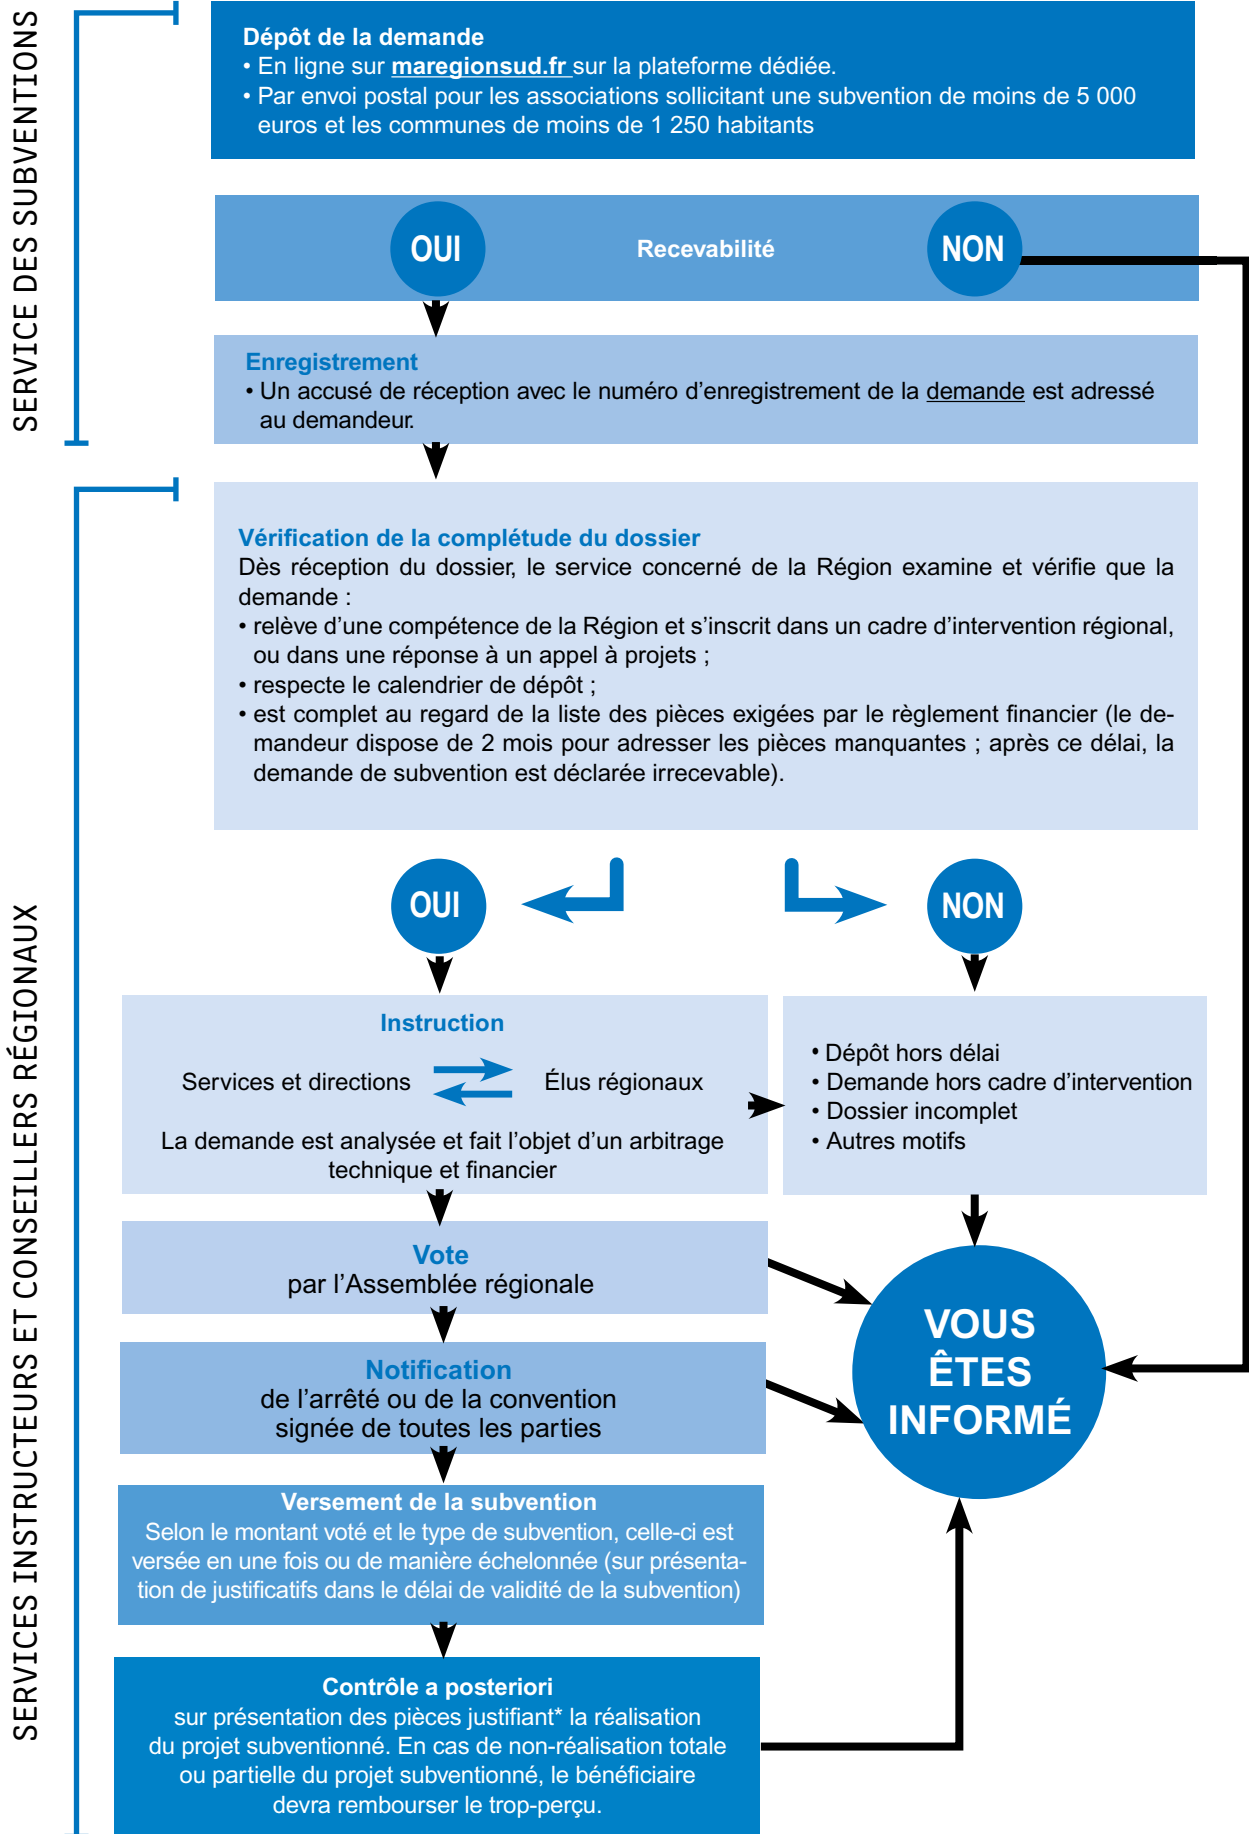 SERVICE DES SUBVENTIONS
Dépôt de la demande
• En ligne sur maregionsud.fr sur la plateforme dédiée.
• Par envoi postal pour les associations sollicitant une subvention de moins de 5 000
euros et les communes de moins de 1 250 habitants
OUI
Recevabilité
NON
Enregistrement
• Un accusé de réception avec le numéro d’enregistrement de la demande est adressé
au demandeur.
SERVICES INSTRUCTEURS ET CONSEILLERS RÉGIONAUX
Vérification de la complétude du dossier
Dès réception du dossier, le service concerné de la Région examine et vérifie que la
demande :
• relève d’une compétence de la Région et s’inscrit dans un cadre d’intervention régional,
ou dans une réponse à un appel à projets ;
• respecte le calendrier de dépôt ;
• est complet au regard de la liste des pièces exigées par le règlement financier (le de-
mandeur dispose de 2 mois pour adresser les pièces manquantes ; après ce délai, la
demande de subvention est déclarée irrecevable).
OUI
NON
Instruction
Services et directions
Élus régionaux
La demande est analysée et fait l’objet d’un arbitrage
technique et financier
• Dépôt hors délai
• Demande hors cadre d’intervention
• Dossier incomplet
• Autres motifs
Vote
par l’Assemblée régionale
Notification
de l’arrêté ou de la convention
signée de toutes les parties
VOUS
ÊTES
INFORMÉ
Versement de la subvention
Selon le montant voté et le type de subvention, celle-ci est
versée en une fois ou de manière échelonnée (sur présenta-
tion de justificatifs dans le délai de validité de la subvention)
Contrôle a posteriori
sur présentation des pièces justifiant* la réalisation
du projet subventionné. En cas de non-réalisation totale
ou partielle du projet subventionné, le bénéficiaire
devra rembourser le trop-perçu.